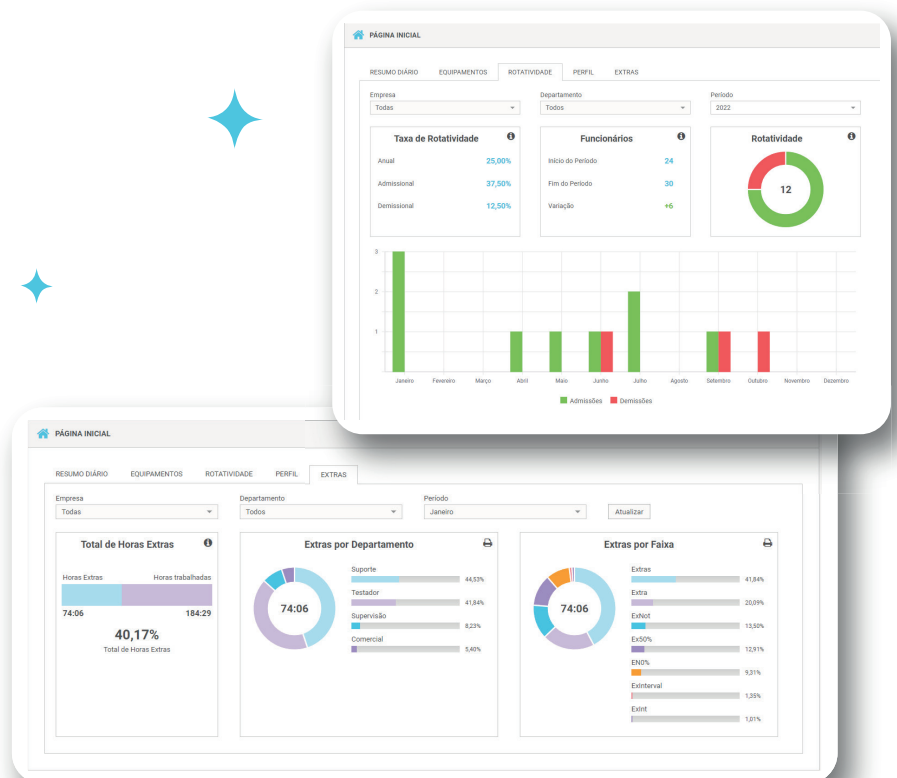 PÁGINA INICIAL
RESUMO DIÁRIO EQUIPAMENTOS ROTATIVIDADE PERFIL EXTRAS
Empresa Departamento Período
Todas Todos 2022
Taxa de Rotatividade Funcionários Rotatividade
Anual 25,00% Início do Período 24
Admissional 37,50% Fim do Período 30 12
Demissional 12,50% Variação +6
3
2
1
Janeiro Fevereiro Março Abril Maio Junho Julho Agosto Setembro Outubro Novembro Dezembro
Admissões Demissões
PÁGINA INICIAL
RESUMO DIÁRIO EQUIPAMENTOS ROTATIVIDADE PERFIL EXTRAS
Empresa Departamento Período
Todas Todos Janeiro Atualizar
Total de Horas Extras
Horas Extras Horas trabalhadas
74:06 184:29
40,17%
Total de Horas Extras
Extras por Departamento
74:06
Suporte
44,53%
Testador
41,84%
Supervisão
8,23%
Comercial
5,40%
Extras por Faixa
74:06
Extras
41,84%
Extra
20,09%
ExNot
13,50%
Ex50%
12,91%
EN0%
9,31%
ExInterval
1,35%
ExInt
1,01%